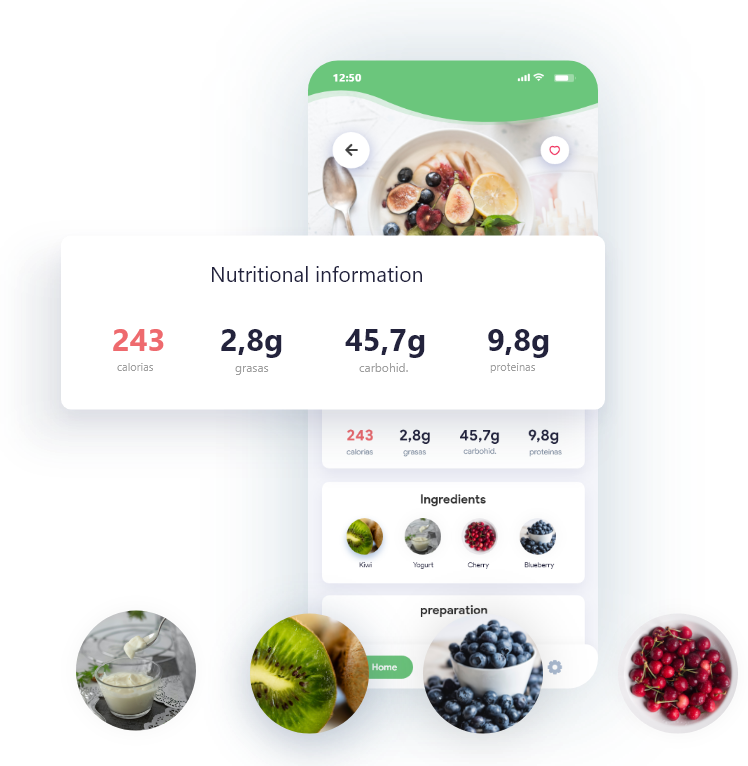 12:50
Nutritional information
243 2,8g 45,7g 9,8g
calorias grasas carbohid. proteinas
243 2,8g 45,7g 9,8g
calorias grasas carbohid. proteinas
Ingredients
Kiwi Yogurt Cherry Blueberry
preparation
Home